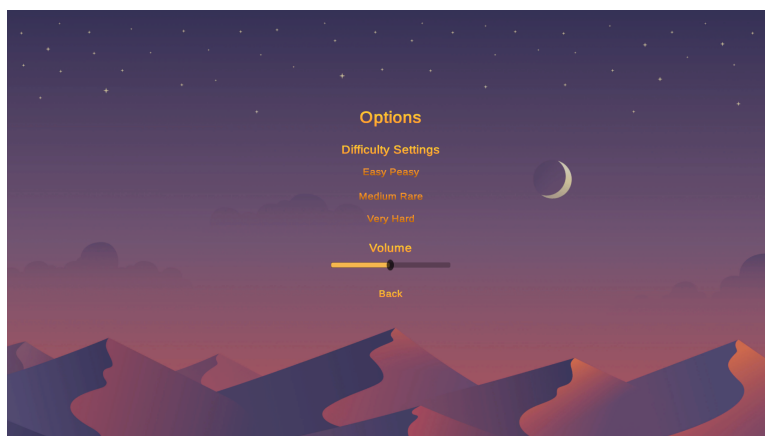 Options
Difficulty Settings
Easy Peasy
Medium Rare
Very Hard
Volume
Back